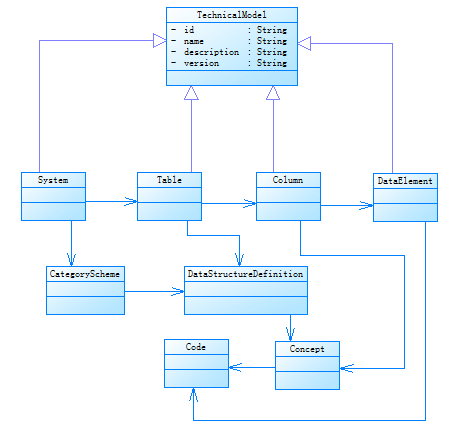 TechnicalModel
- id : String
- name : String
- description : String
- version : String
System
Table
Column
DataElement
CategoryScheme
DataStructureDefinition
Code
Concept